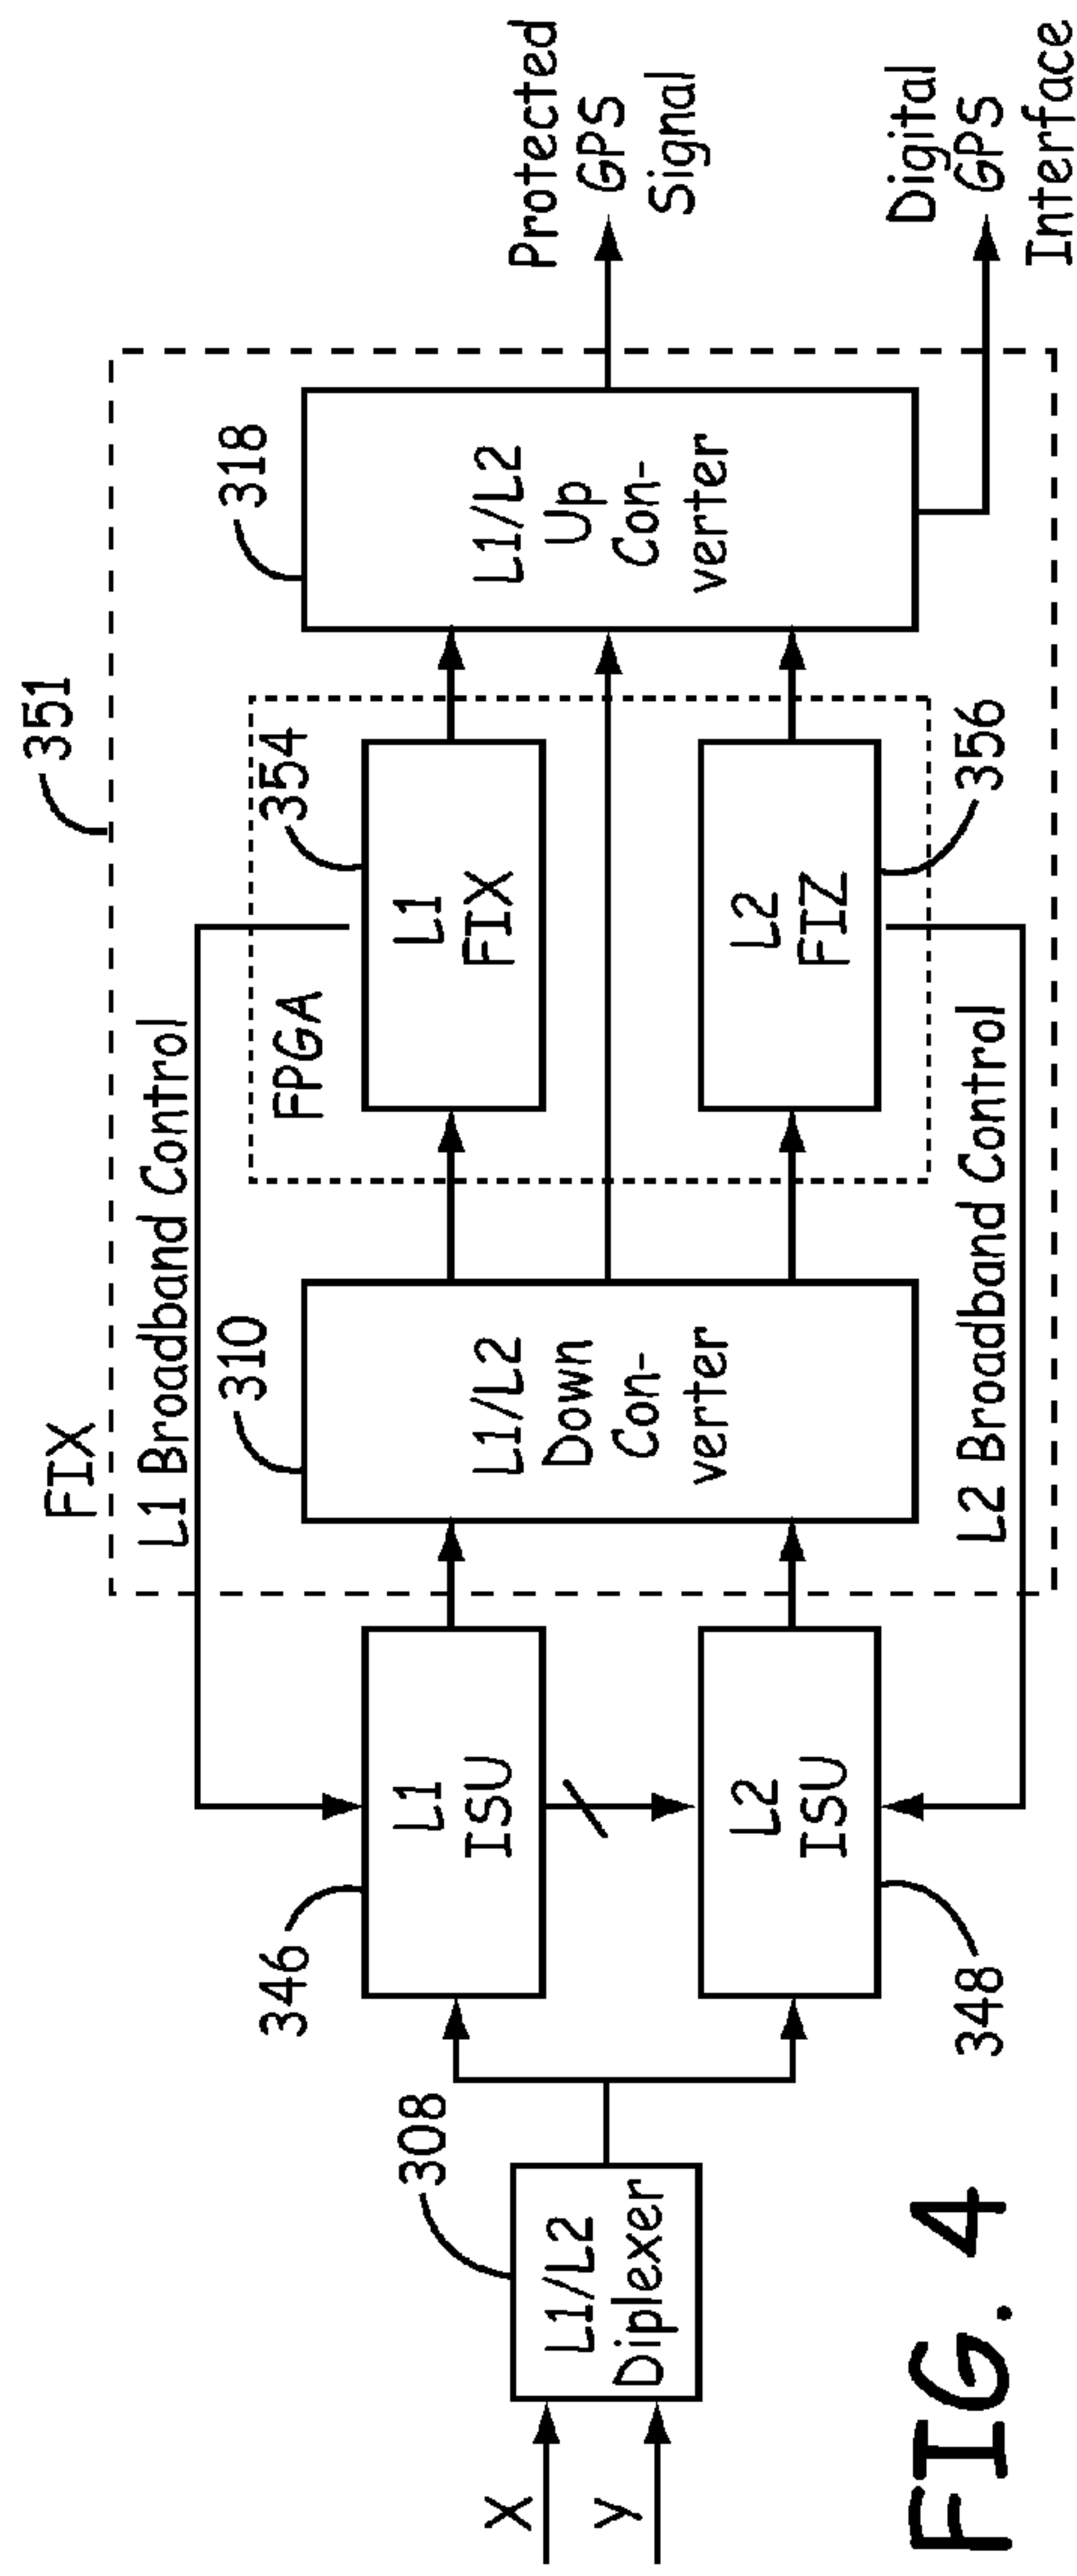 351
FIX
L1 Broadband Control
FPGA
310
354
318
346
308
X
y
L1/L2
Diplexer
L1
ISU
L2
ISU
348
L1/L2
Down
Con-
verter
L1
FIX
L2
FIZ
356
L1/L2
Up
Con-
verter
Protected
GPS
Signal
Digital
GPS
Interface
L2 Broadband Control
FIG. 4